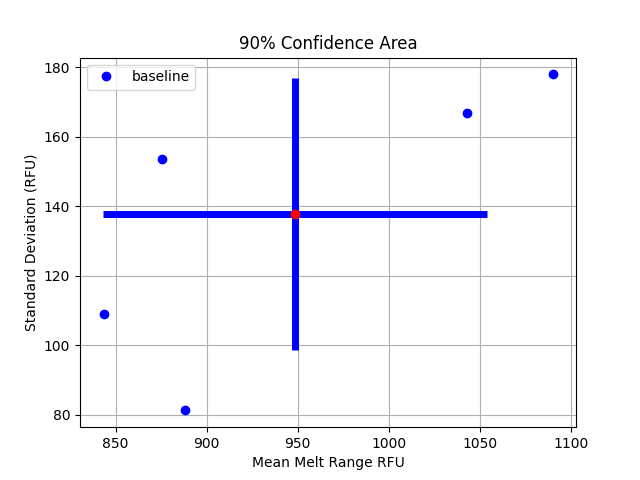 90% Confidence Area
baseline
180
160
140
120
100
80
Standard Deviation (RFU)
850 900 950 1000 1050 1100
Mean Melt Range RFU